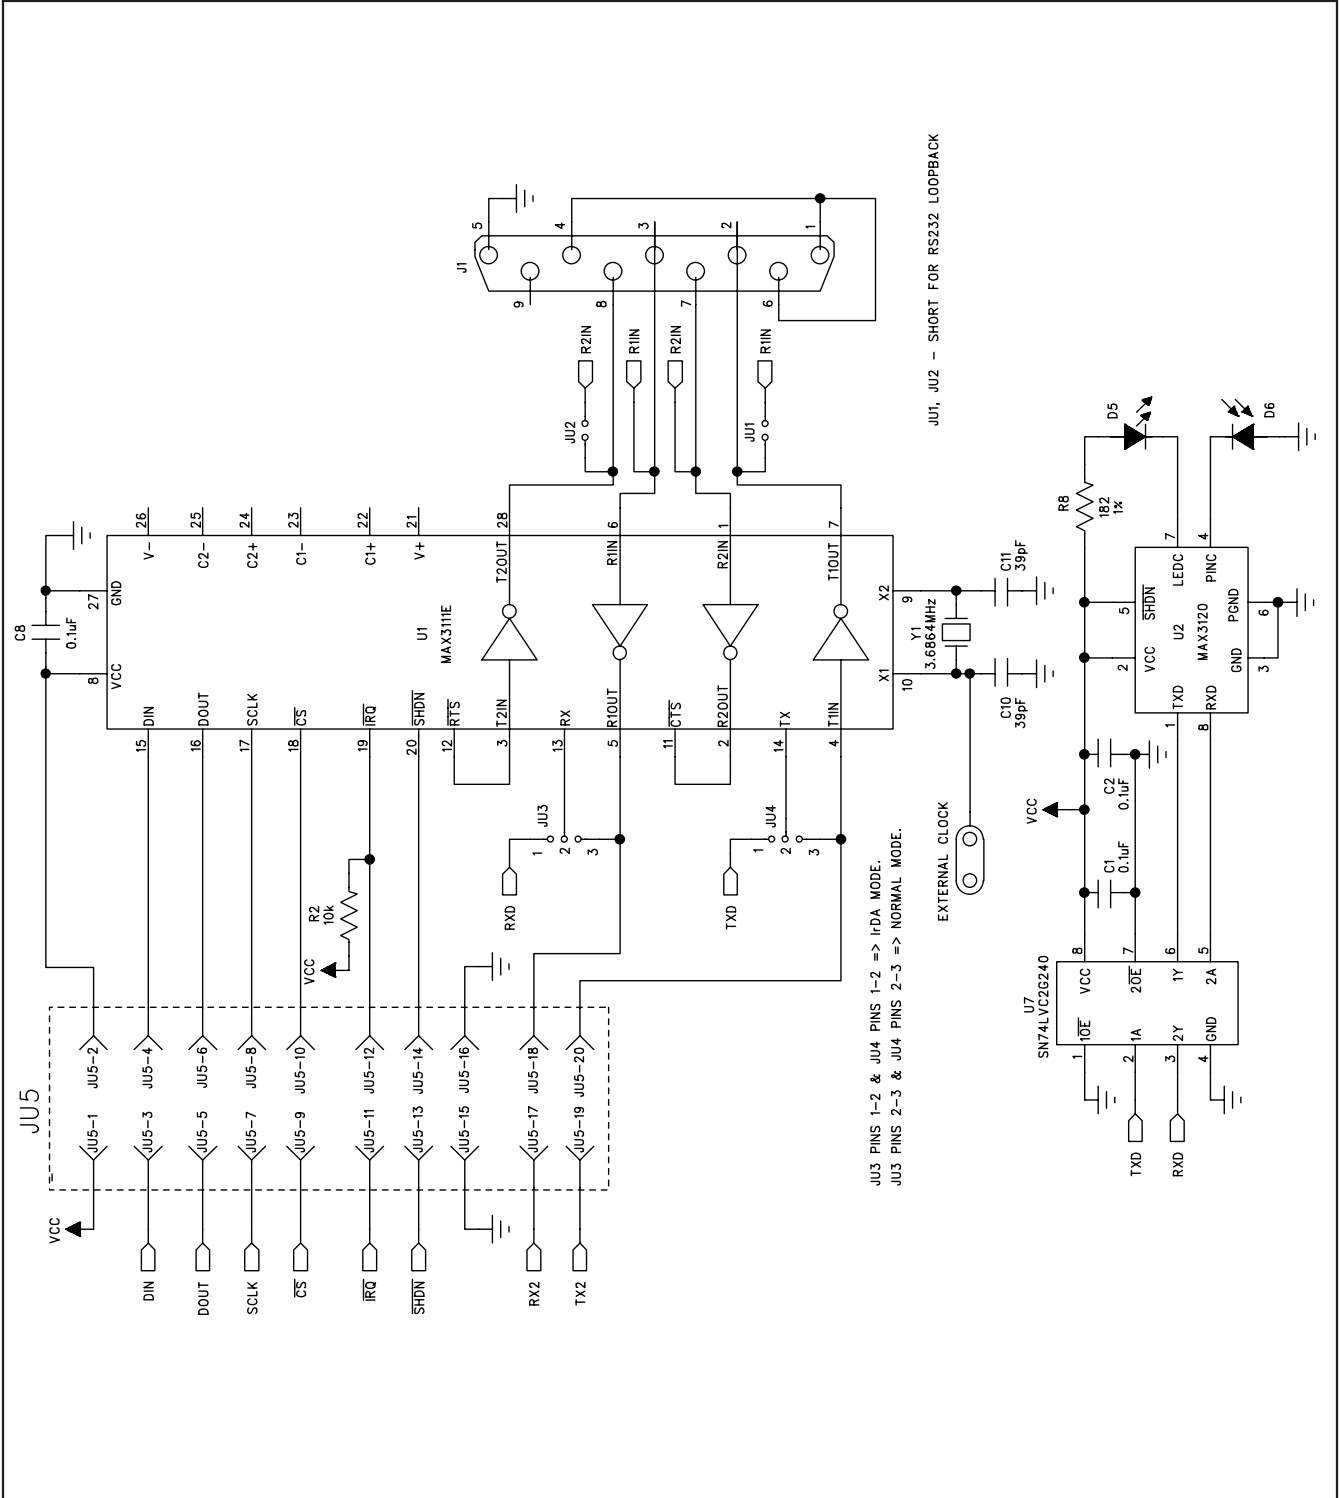 JU5
VCC
JU5-1
JU5-2
DIN
JU5-3
JU5-4
DOUT
JU5-5
JU5-6
SCLK
JU5-7
JU5-8
CS
JU5-9
JU5-10
IRQ
JU5-11
JU5-12
SHDN
JU5-13
JU5-14
JU5-15
JU5-16
RX2
JU5-17
JU5-18
TX2
JU5-19
JU5-20
VCC
R2
10k
C8
0.1uF
8
VCC
27
GND
15
DIN
16
DOUT
17
SCLK
18
CS
19
IRQ
20
SHDN
12
RTS
3
T2IN
13
RX
5
R1OUT
11
CTS
2
R2OUT
14
TX
4
T1IN
U1
MAX3111E
V-
26
C2-
25
C2+
24
C1-
23
C1+
22
V+
21
T2OUT
28
R1IN
6
R2IN
1
T1OUT
7
X1
10
X2
9
RXD
JU3
1
2
3
TXD
JU4
1
2
3
Y1
3.6864MHz
C10
39pF
C11
39pF
EXTERNAL CLOCK
JU2
R2IN
R1IN
R2IN
JU1
R1IN
J1
5
9
4
8
3
7
2
6
1
JU1, JU2 - SHORT FOR RS232 LOOPBACK
JU3 PINS 1-2 & JU4 PINS 1-2 => IrDA MODE.
JU3 PINS 2-3 & JU4 PINS 2-3 => NORMAL MODE.
U7
SN74LVC2G240
1
1OE
VCC
8
TXD
2
1A
2OE
7
RXD
3
2Y
1Y
6
4
GND
2A
5
VCC
C1
0.1uF
C2
0.1uF
2
VCC
5
SHDN
1
TXD
8
RXD
U2
MAX3120
LEDC
7
PINC
4
GND
3
PGND
6
R8
182
1%
D5
D6